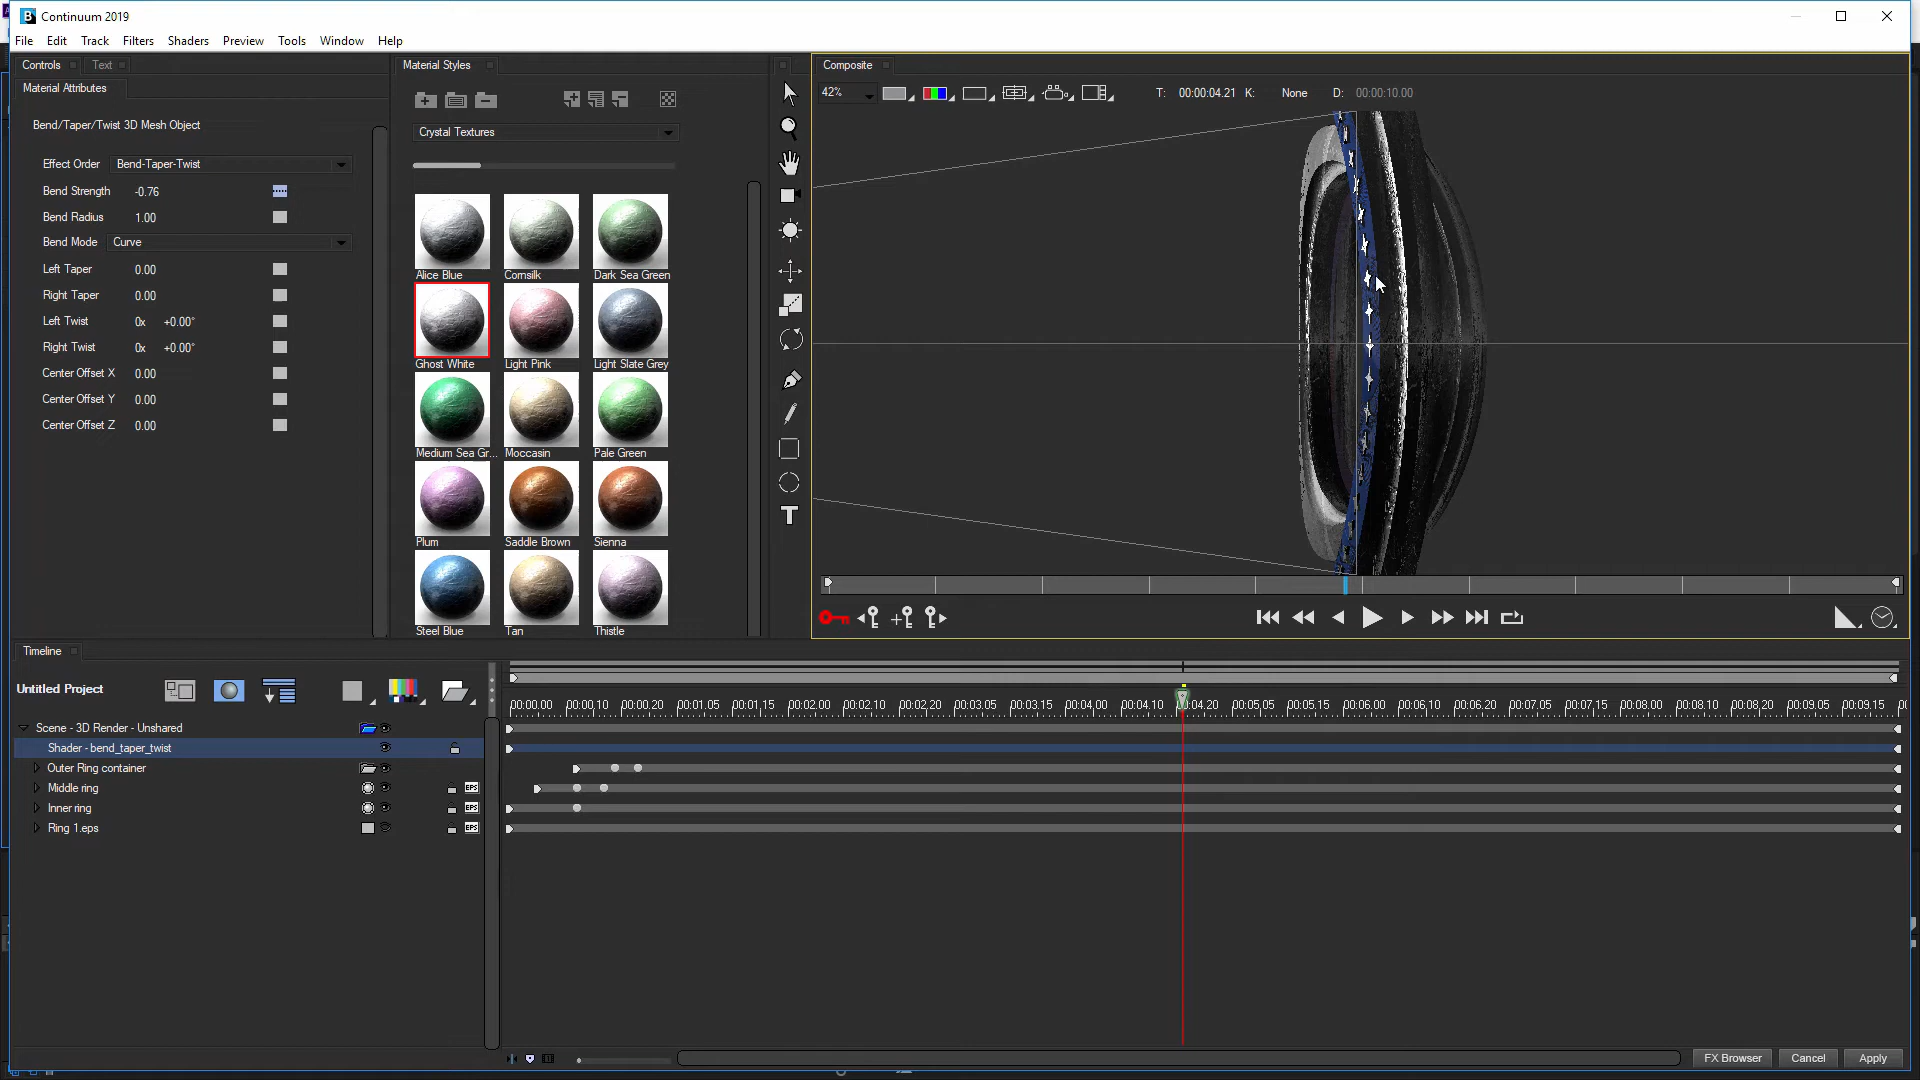 Continuum 2019
File Edit Track Filters Shaders Preview Window Tools Window Help
Controls Text
Material Attributes
Bend/Taper/Twist 3D Mesh Object
Effect Order Bend-Taper-Twist
Bend Strength -0.76
Bend Radius 1.00
Bend Mode Curve
Left Taper 0.00
Right Taper 0.00
Left Twist 0x +0.00°
Right Twist 0x +0.00°
Center Offset X 0.00
Center Offset Y 0.00
Center Offset Z 0.00
Material Styles
Crystal Textures
Alice Blue Cornsilk Dark Sea Green
Ghost White Light Pink Light Slate Grey
Medium Sea Gr... Moccasin Pale Green
Plum Saddle Brown Sienna
Steel Blue Tan Thistle
T
Composite
42% T: 00:00:04.21 K: None D: 00:00:10.00
Timeline
Untitled Project
00:00.00 00:00.10 00:00.20 00:01.05 00:01.15 00:02.00 00:02.10 00:02.20 00:03.05 00:03.15 00:04.00 00:04.10 00:04.20 00:05.05 00:05.15 00:06.00 00:06.10 00:06.20 00:07.05 00:07.15 00:08.00 00:08.10 00:08.20 00:09.05 00:09.15
Scene - 3D Render - Unshared
Shader - bend_taper_twist
Outer Ring container
Middle ring EPS
Inner ring EPS
Ring 1.eps EPS
FX Browser Cancel Apply